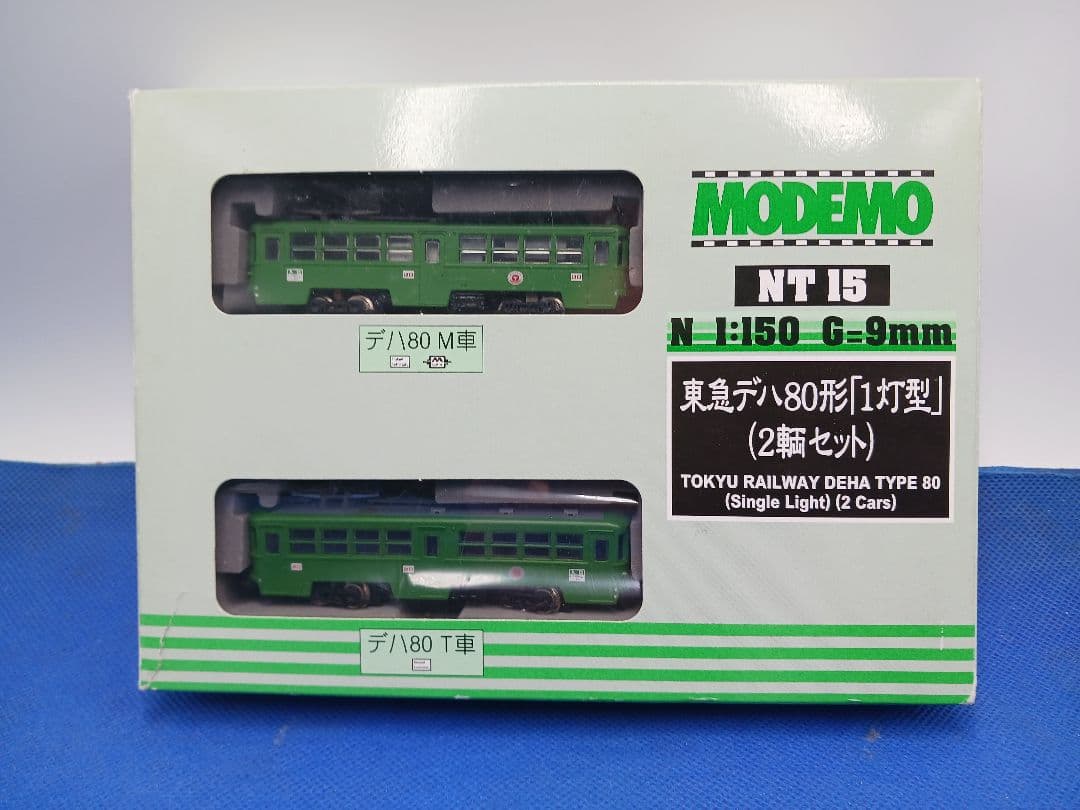 MODEMO
NT 15
N 1:150 G=9mm
東急デハ80形「1灯型」
(2輌セット)
TOKYU RAILWAY DEHA TYPE 80
(Single Light) (2 Cars)
デハ80 M車
デハ80 T車